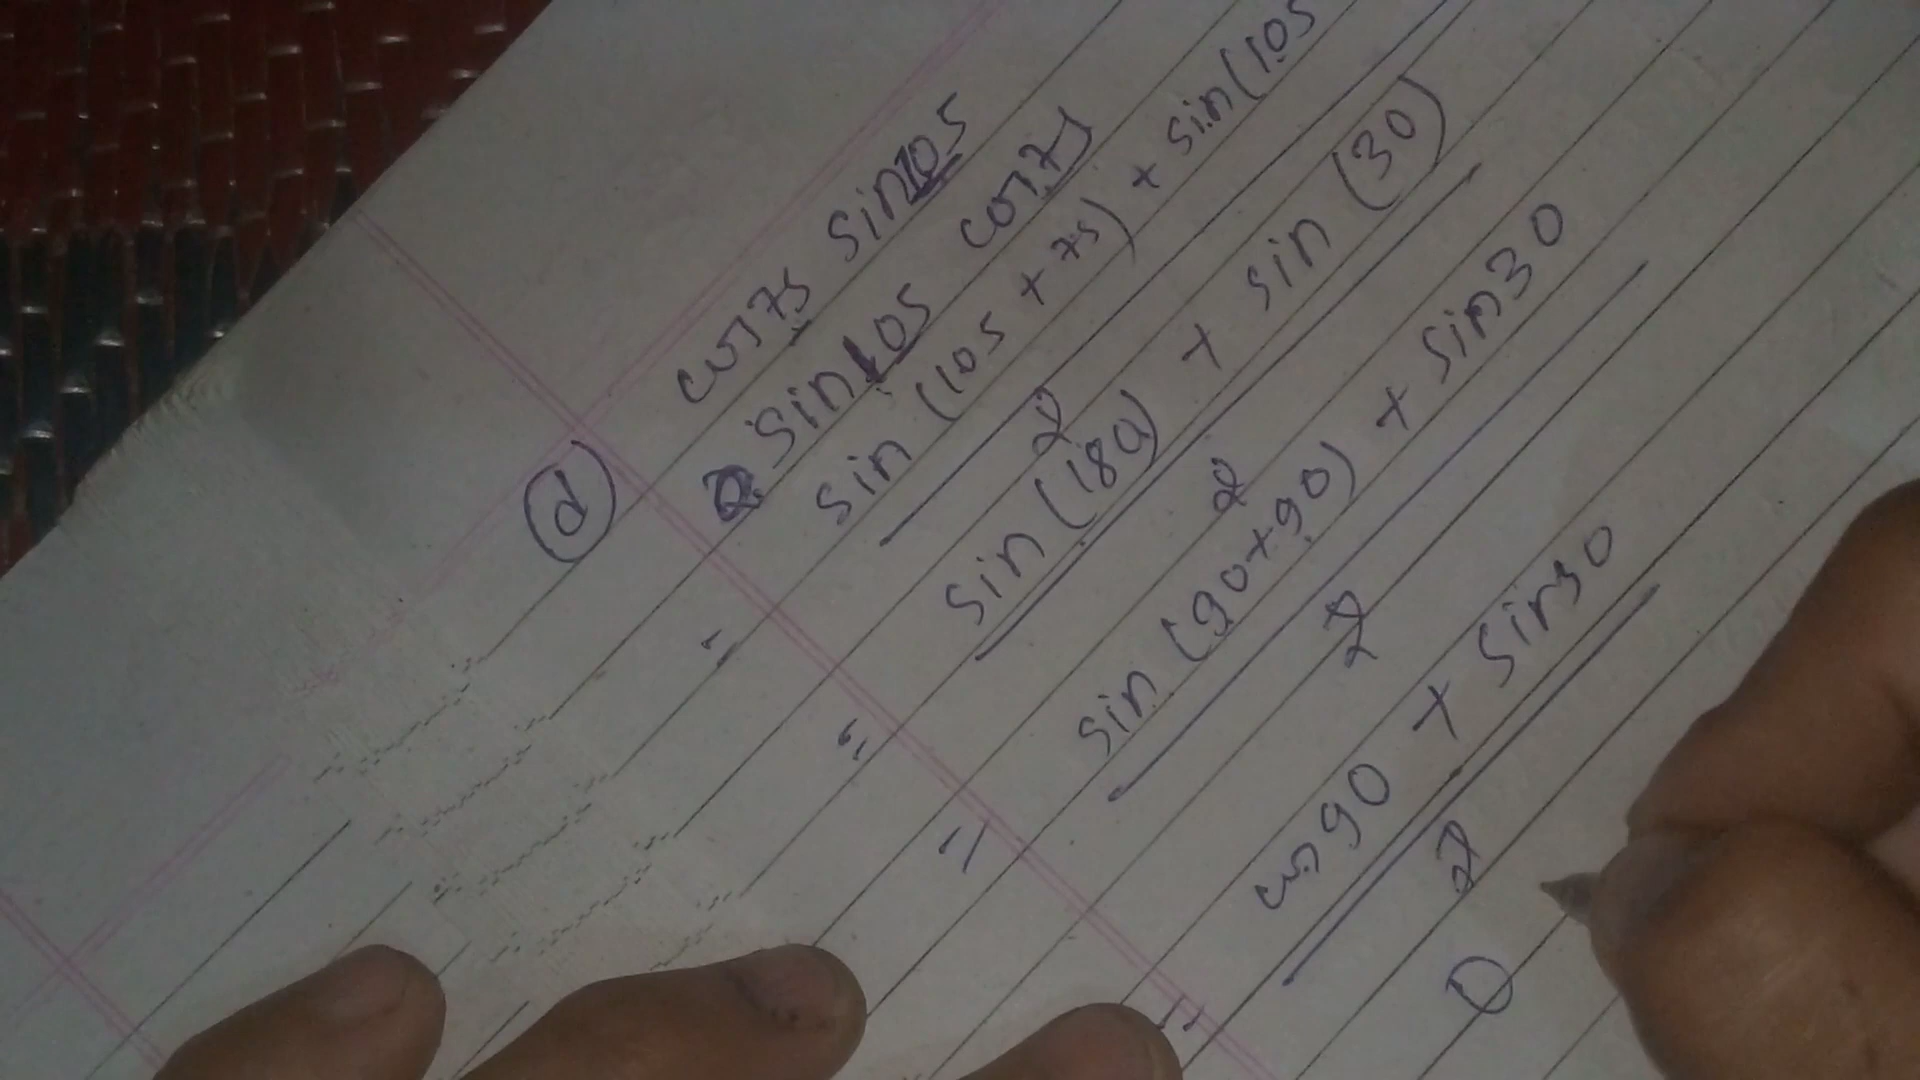 (d) cos75 sin105
2 sin105 cos75
= sin (105 + 75) + sin(105
2
= sin (180) + sin (30)
2
= sin (90+90) + sin30
2
= cos90 + sin30
2
0